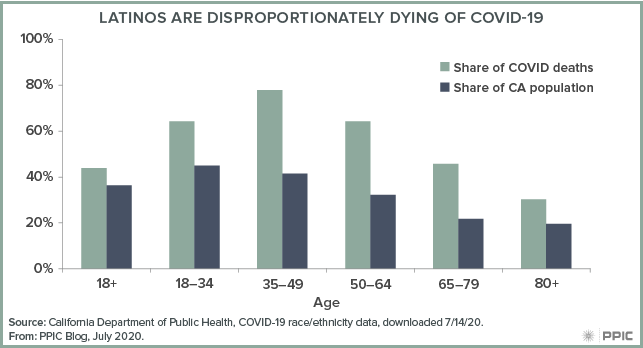 LATINOS ARE DISPROPORTIONATELY DYING OF COVID-19
100%
80%
60%
40%
20%
0%
Share of COVID deaths
Share of CA population
18+
18–34
35–49
50–64
65–79
80+
Age
Source: California Department of Public Health, COVID-19 race/ethnicity data, downloaded 7/14/20.
From: PPIC Blog, July 2020.
PPIC